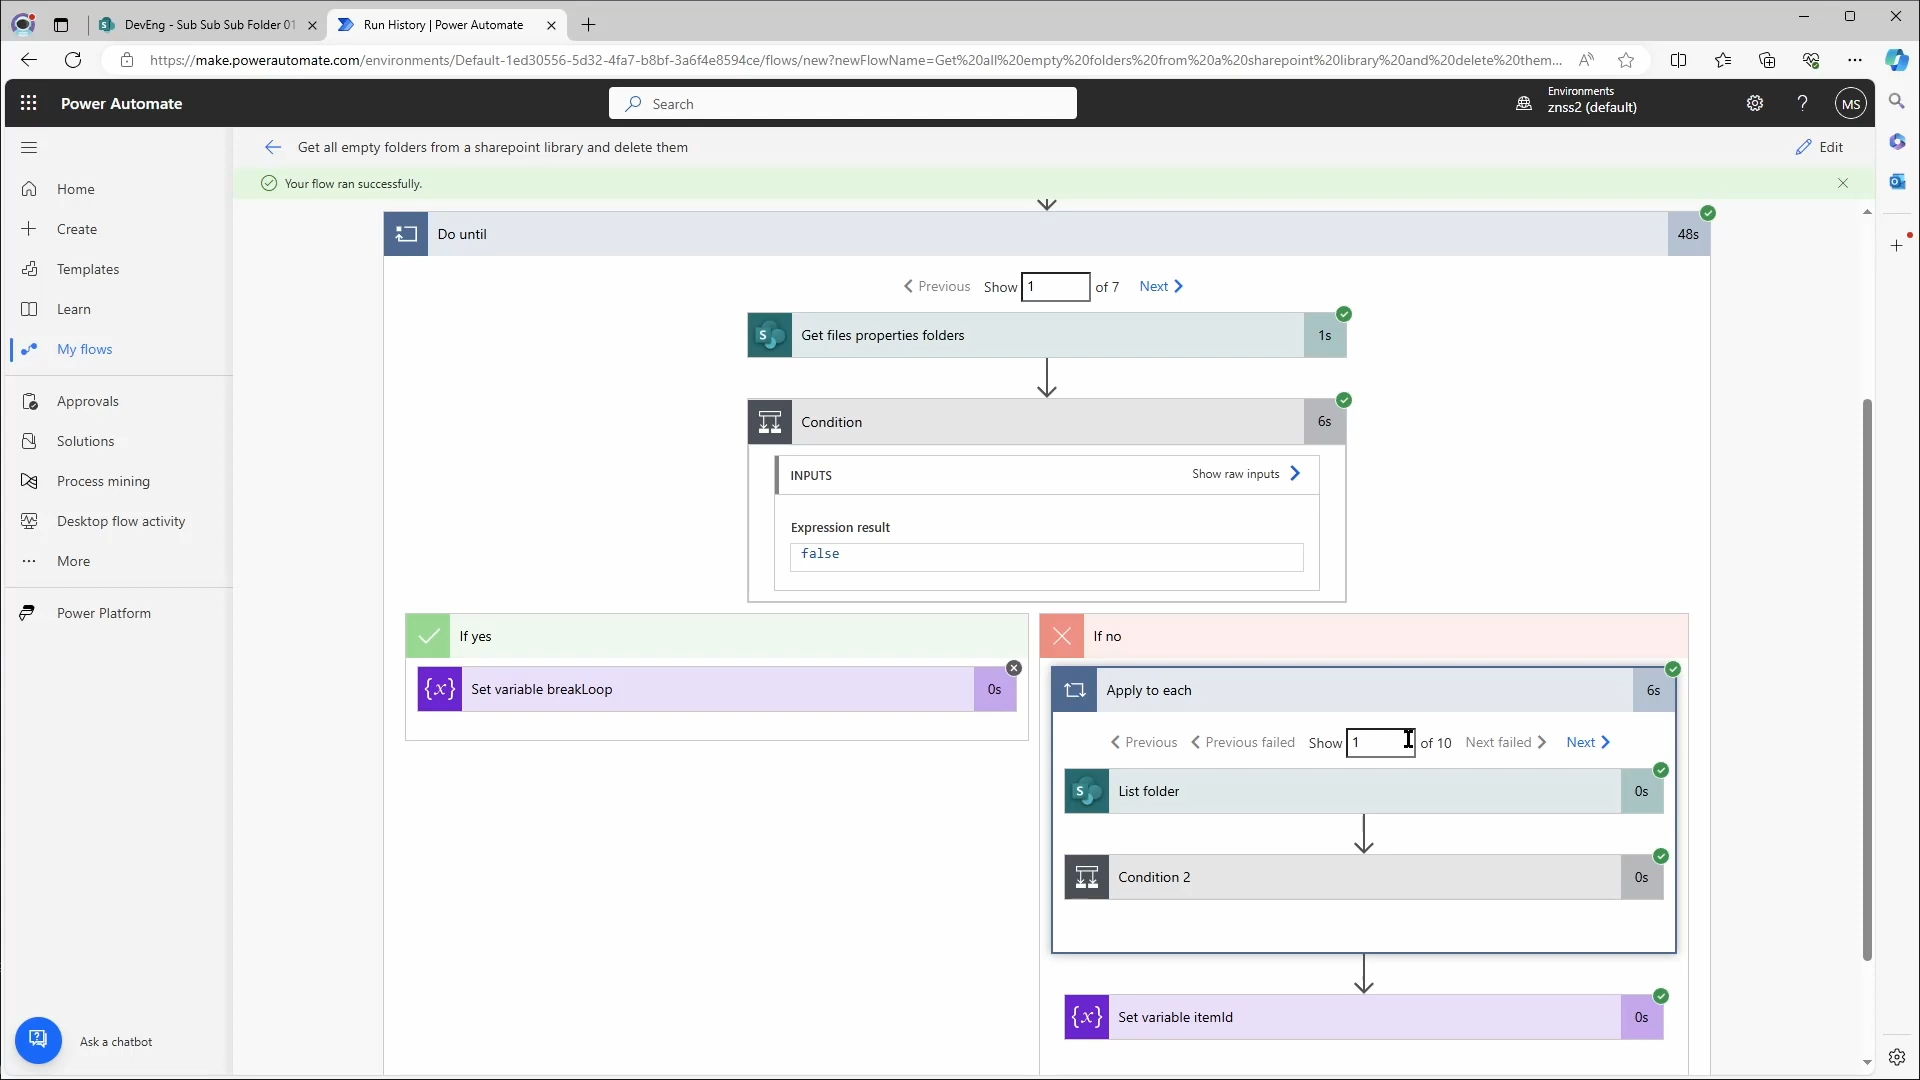 DevEng - Sub Sub Sub Folder 01
Run History | Power Automate
https://make.powerautomate.com/environments/Default-1ed30556-5d32-4fa7-b8bf-3a6f4e8594ce/flows/new?newFlowName=Get%20all%20empty%20folders%20from%20a%20sharepoint%20library%20and%20delete%20them...
Power Automate
Search
Environments
znss2 (default)
?
MS
Get all empty folders from a sharepoint library and delete them
Edit
Your flow ran successfully.
Home
Create
Templates
Learn
My flows
Approvals
Solutions
Process mining
Desktop flow activity
More
Power Platform
Ask a chatbot
Do until
48s
Previous Show 1 of 7 Next
Get files properties folders
1s
Condition
6s
INPUTS
Show raw inputs
Expression result
false
If yes
Set variable breakLoop
0s
If no
Apply to each
6s
Previous Previous failed Show 1 of 10 Next failed Next
List folder
0s
Condition 2
0s
Set variable itemId
0s